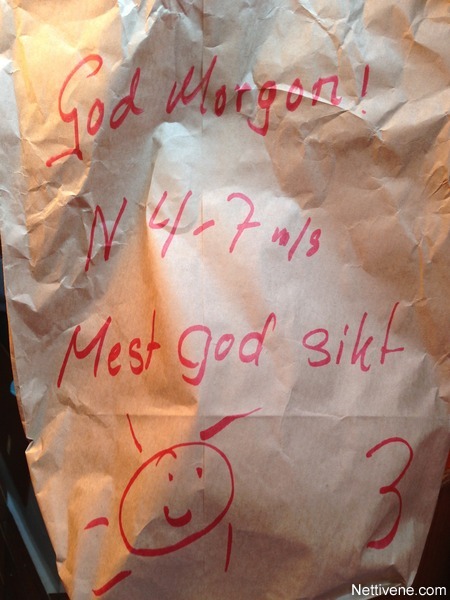 God Morgon!
N 4-7 m/s
Mest god sikt
3
Nettivene.com